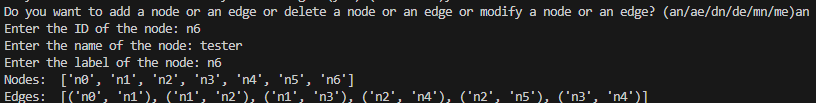 Do you want to add a node or an edge or delete a node or an edge or modify a node or an edge? (an/ae/dn/de/mn/me)an
Enter the ID of the node: n6
Enter the name of the node: tester
Enter the label of the node: n6
Nodes:  ['n0', 'n1', 'n2', 'n3', 'n4', 'n5', 'n6']
Edges:  [('n0', 'n1'), ('n1', 'n2'), ('n1', 'n3'), ('n2', 'n4'), ('n2', 'n5'), ('n3', 'n4')]